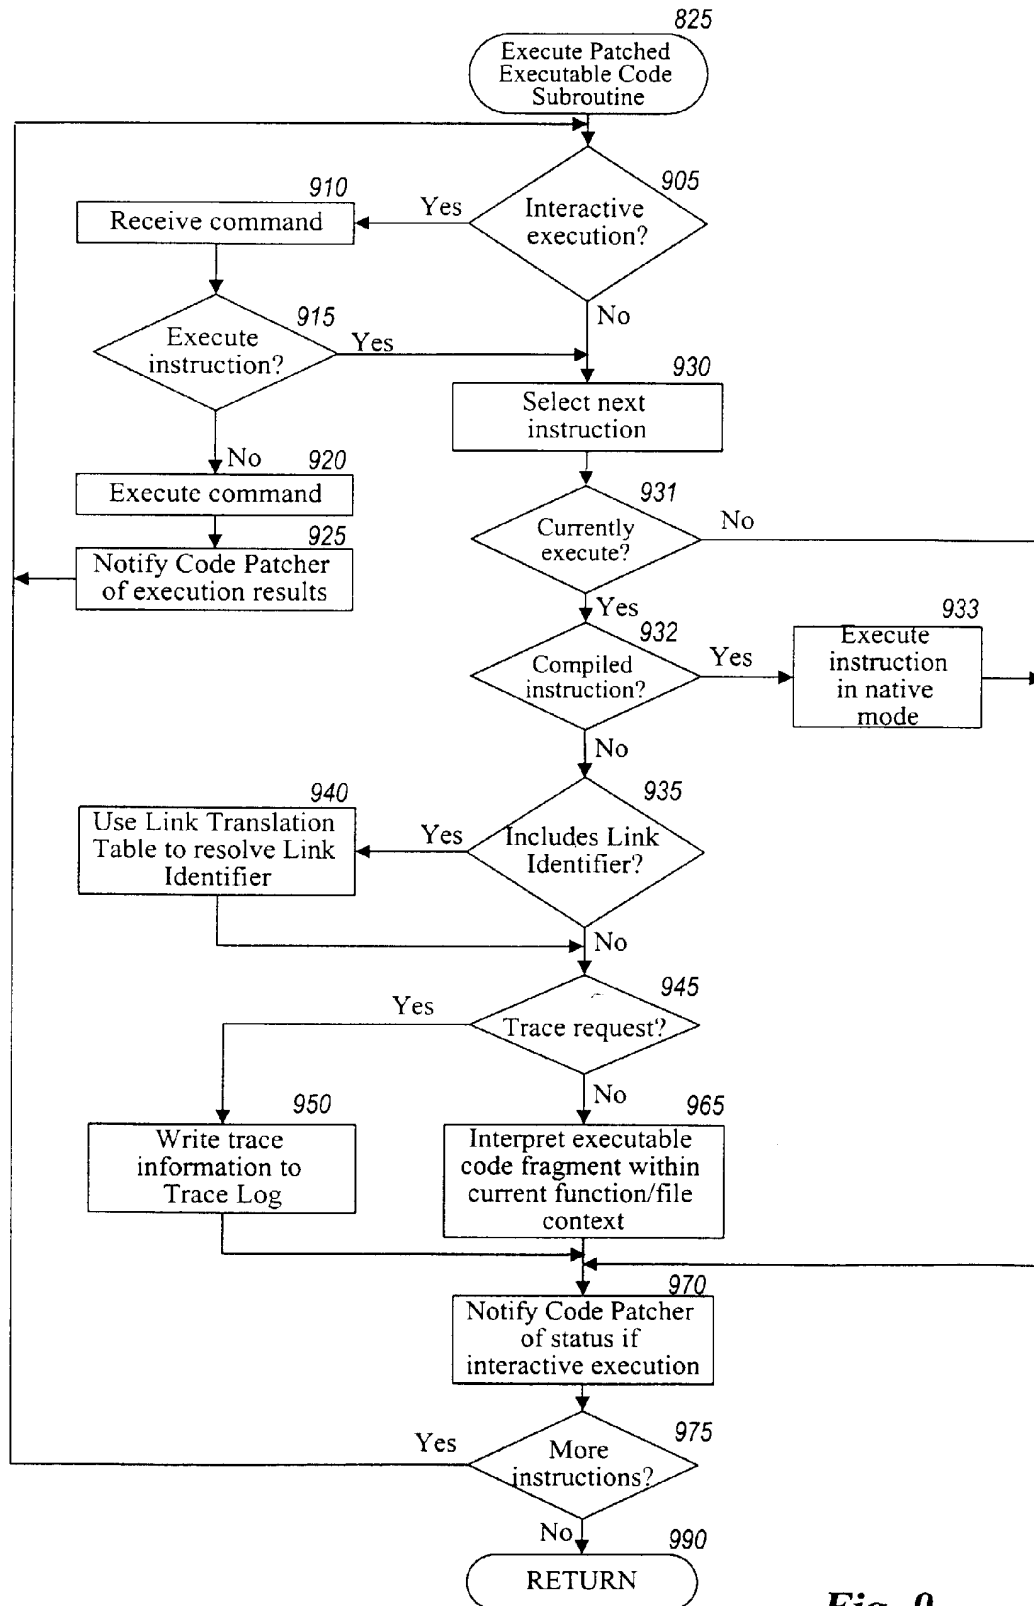 825
Execute Patched
Executable Code
Subroutine
905
Interactive
execution?
Yes
No
910
Receive command
915
Execute
instruction?
Yes
No
920
Execute command
925
Notify Code Patcher
of execution results
930
Select next
instruction
931
Currently
execute?
No
Yes
932
Compiled
instruction?
Yes
No
933
Execute
instruction
in native
mode
935
Includes Link
Identifier?
Yes
No
940
Use Link Translation
Table to resolve Link
Identifier
945
Trace request?
Yes
No
950
Write trace
information to
Trace Log
965
Interpret executable
code fragment within
current function/file
context
970
Notify Code Patcher
of status if
interactive execution
975
More
instructions?
Yes
No
990
RETURN
Fig. 9